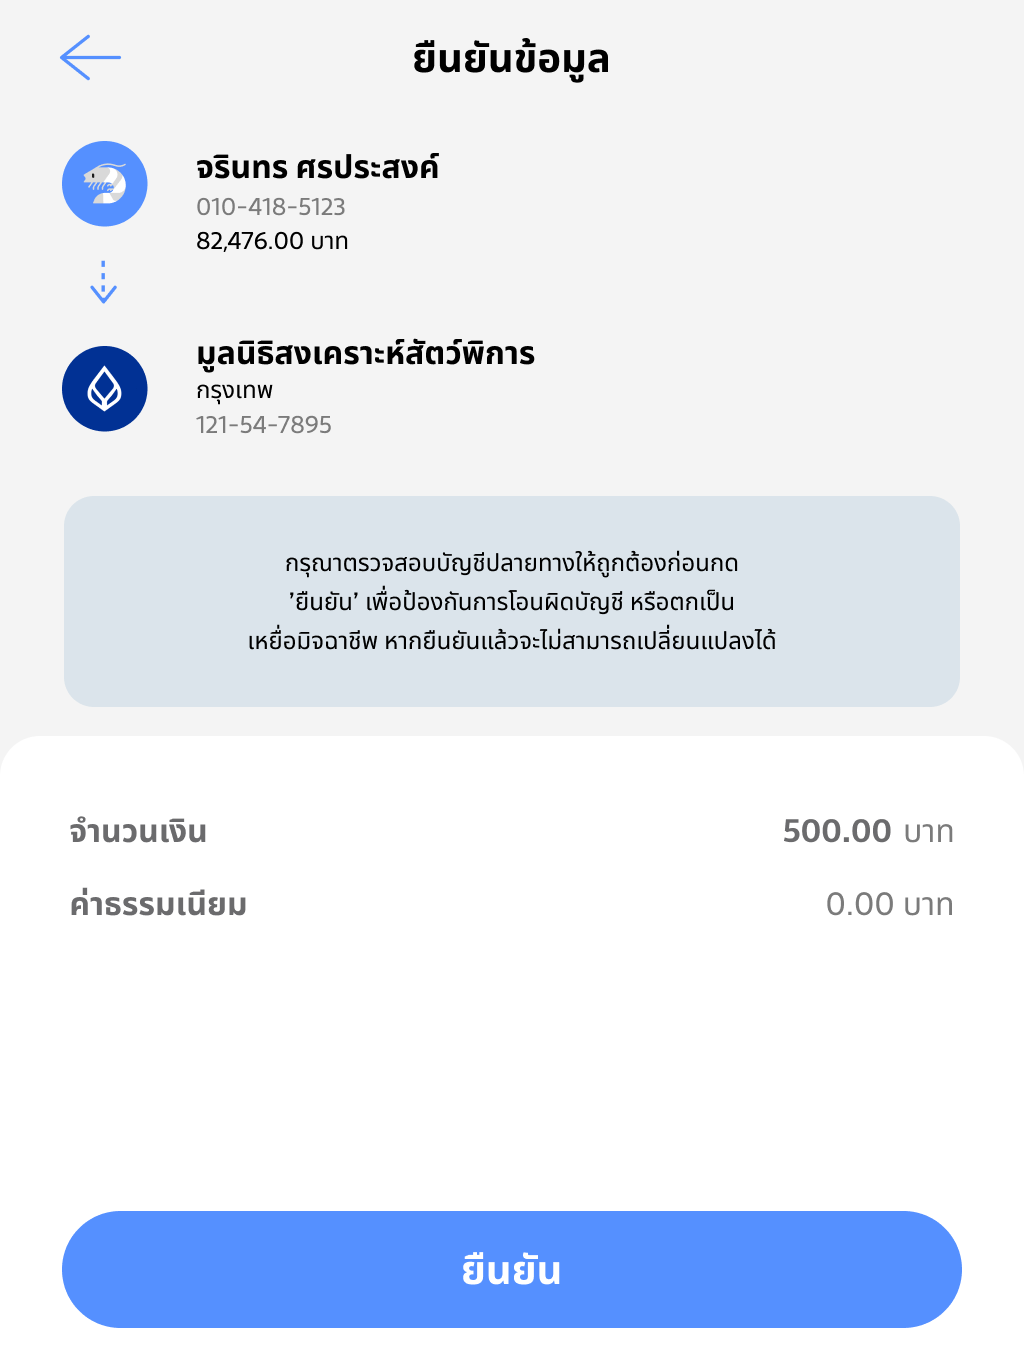 ยืนยันข้อมูล
จรินทร ศรประสงค์
010-418-5123
82,476.00 บาท
มูลนิธิสงเคราะห์สัตว์พิการ
กรุงเทพ
121-54-7895
กรุณาตรวจสอบบัญชีปลายทางให้ถูกต้องก่อนกด
’ยืนยัน’ เพื่อป้องกันการโอนผิดบัญชี หรือตกเป็น
เหยื่อมิจฉาชีพ หากยืนยันแล้วจะไม่สามารถเปลี่ยนแปลงได้
จำนวนเงิน 500.00 บาท
ค่าธรรมเนียม 0.00 บาท
ยืนยัน